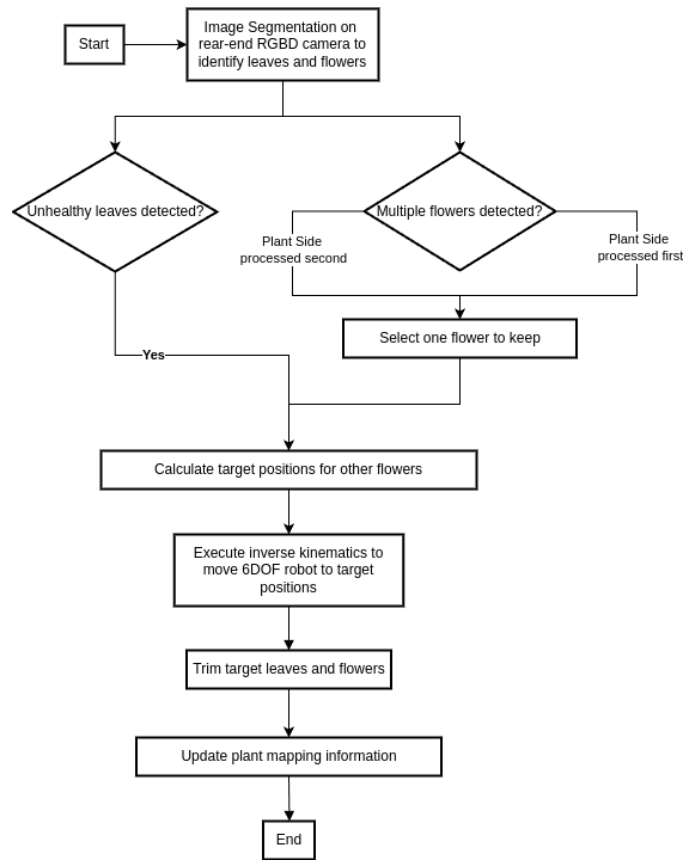 Start
Image Segmentation on
rear-end RGBD camera to
identify leaves and flowers
Unhealthy leaves detected?
Multiple flowers detected?
Plant Side
processed second
Plant Side
processed first
Select one flower to keep
Yes
Calculate target positions for other flowers
Execute inverse kinematics to
move 6DOF robot to target
positions
Trim target leaves and flowers
Update plant mapping information
End